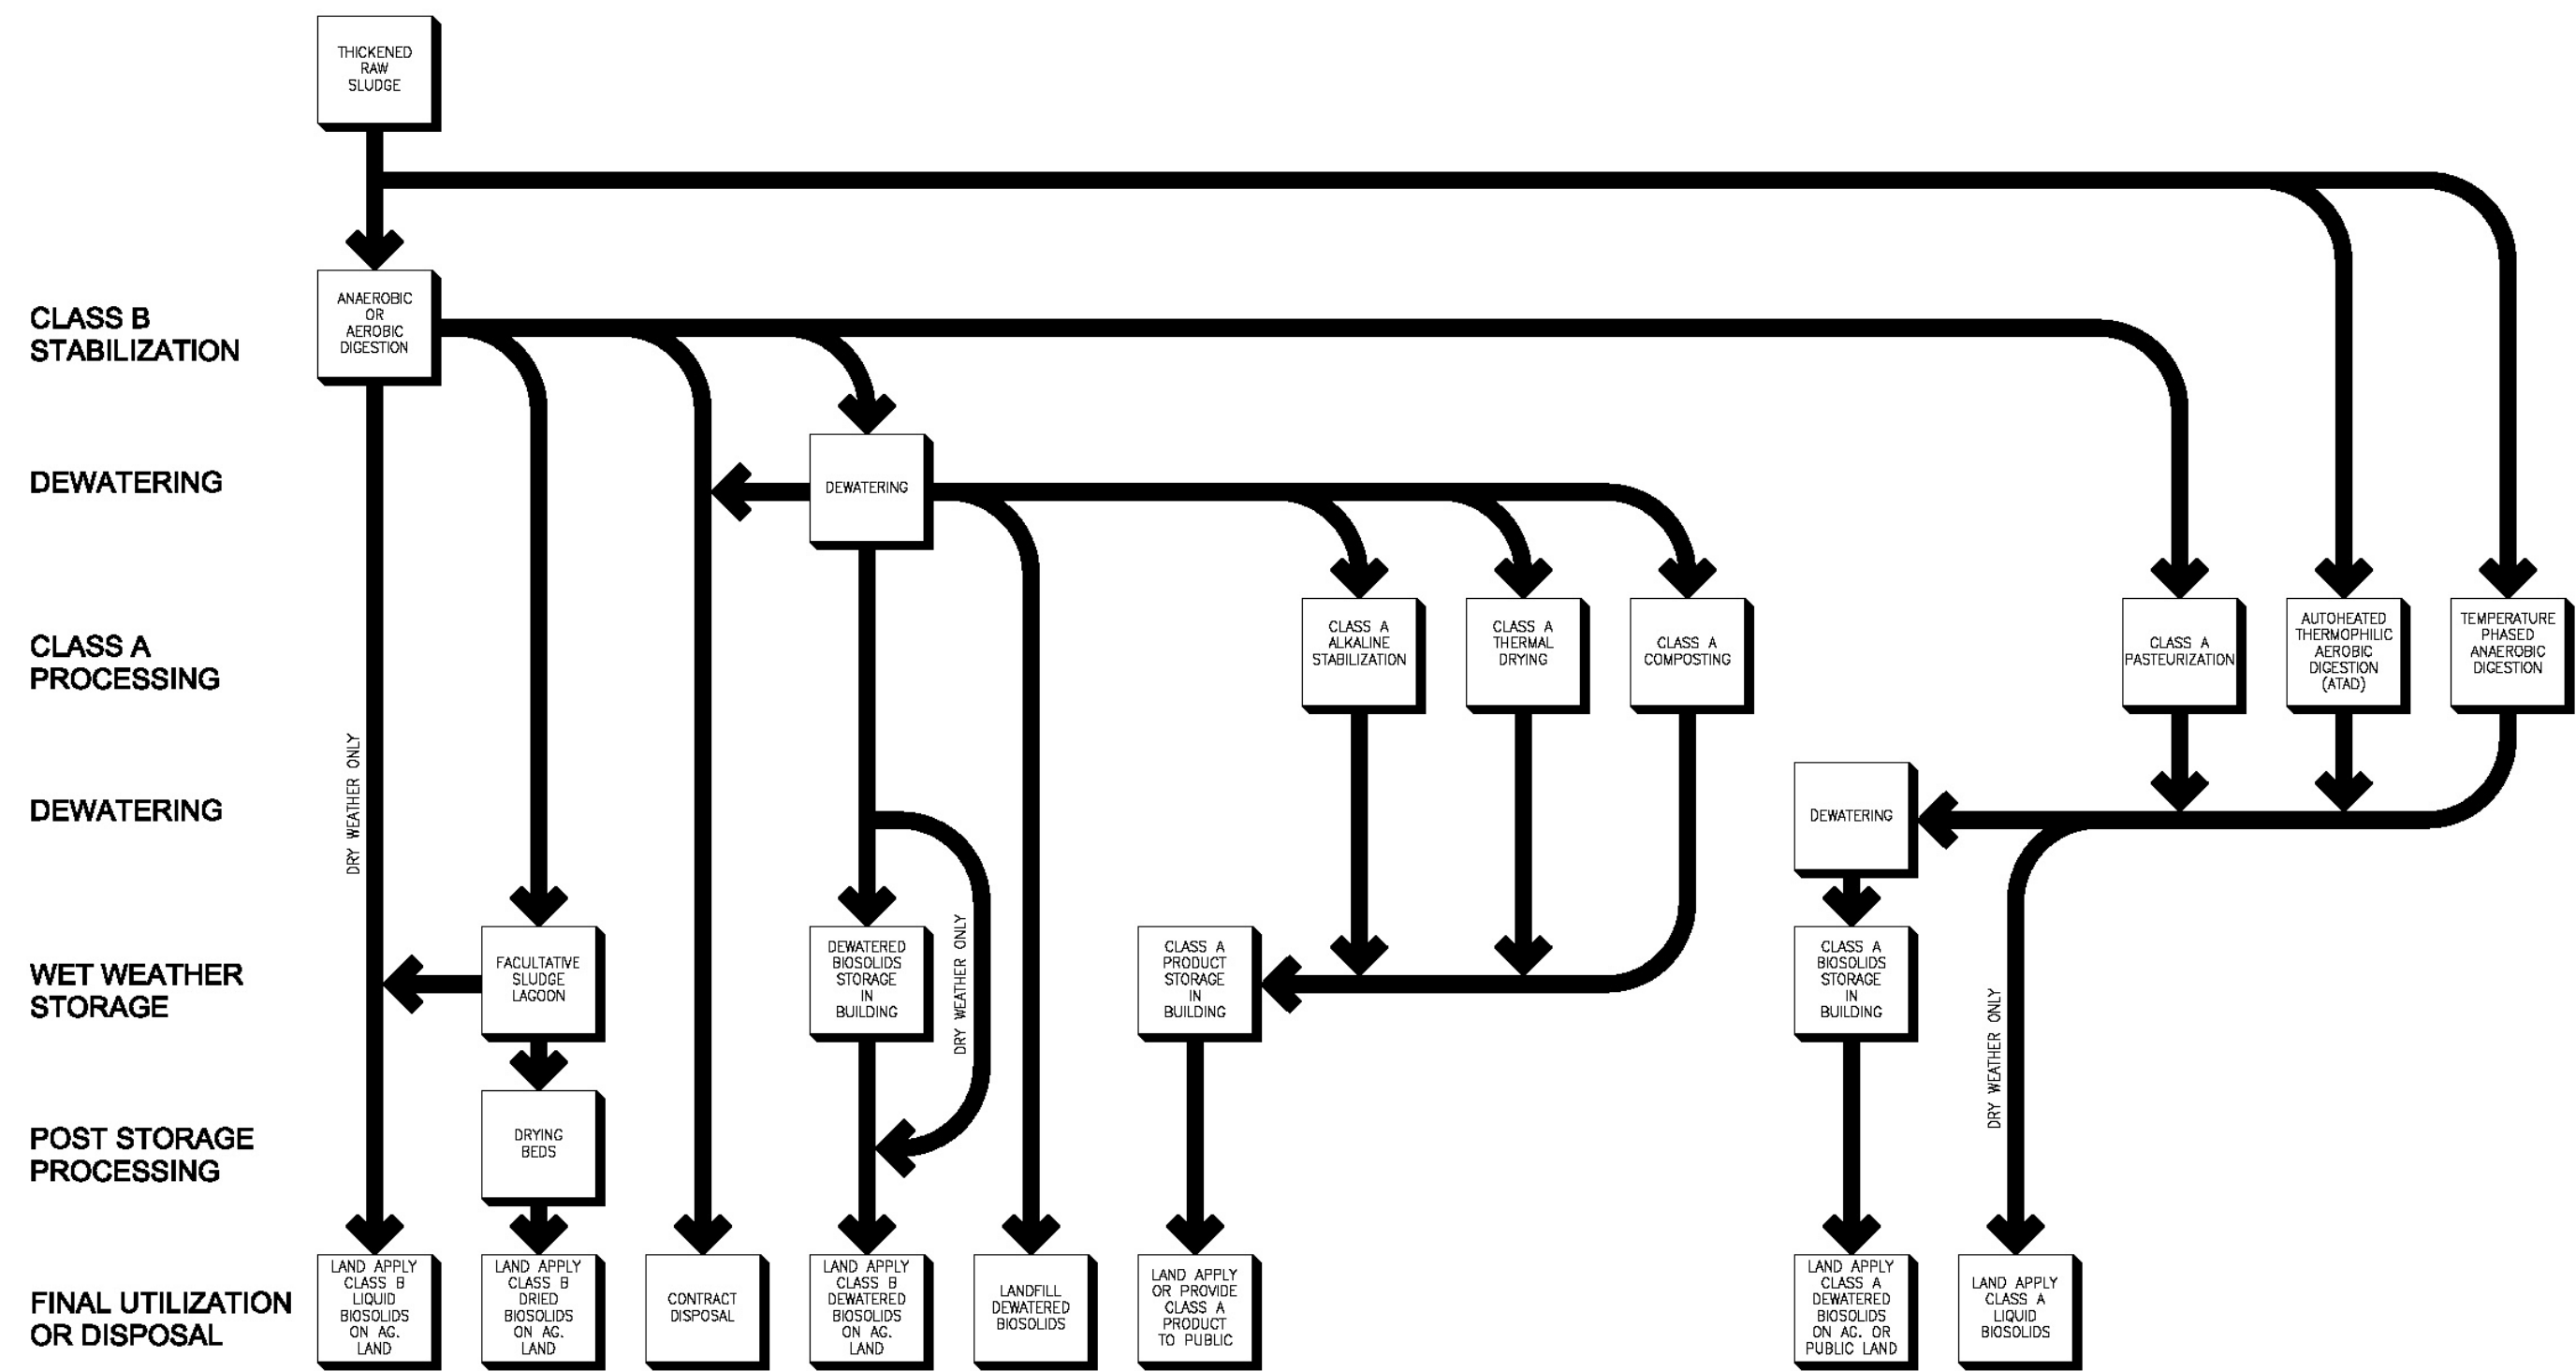 THICKENED
RAW
SLUDGE
CLASS B
STABILIZATION
ANAEROBIC
OR
AEROBIC
DIGESTION
DEWATERING
DEWATERING
CLASS A
PROCESSING
CLASS A
ALKALINE
STABILIZATION
CLASS A
THERMAL
DRYING
CLASS A
COMPOSTING
CLASS A
PASTEURIZATION
AUTOHEATED
THERMOPHILIC
AEROBIC
DIGESTION
(ATAD)
TEMPERATURE
PHASED
ANAEROBIC
DIGESTION
DEWATERING
DRY WEATHER ONLY
DEWATERING
WET WEATHER
STORAGE
FACULTATIVE
SLUDGE
LAGOON
DEWATERED
BIOSOLIDS
STORAGE
IN
BUILDING
DRY WEATHER ONLY
CLASS A
PRODUCT
STORAGE
IN
BUILDING
CLASS A
BIOSOLIDS
STORAGE
IN
BUILDING
DRY WEATHER ONLY
POST STORAGE
PROCESSING
DRYING
BEDS
FINAL UTILIZATION
OR DISPOSAL
LAND APPLY
CLASS B
LIQUID
BIOSOLIDS
ON AG.
LAND
LAND APPLY
CLASS B
DRIED
BIOSOLIDS
ON AG.
LAND
CONTRACT
DISPOSAL
LAND APPLY
CLASS B
DEWATERED
BIOSOLIDS
ON AG.
LAND
LANDFILL
DEWATERED
BIOSOLIDS
LAND APPLY
OR PROVIDE
CLASS A
PRODUCT
TO PUBLIC
LAND APPLY
CLASS A
DEWATERED
BIOSOLIDS
ON AG. OR
PUBLIC LAND
LAND APPLY
CLASS A
LIQUID
BIOSOLIDS